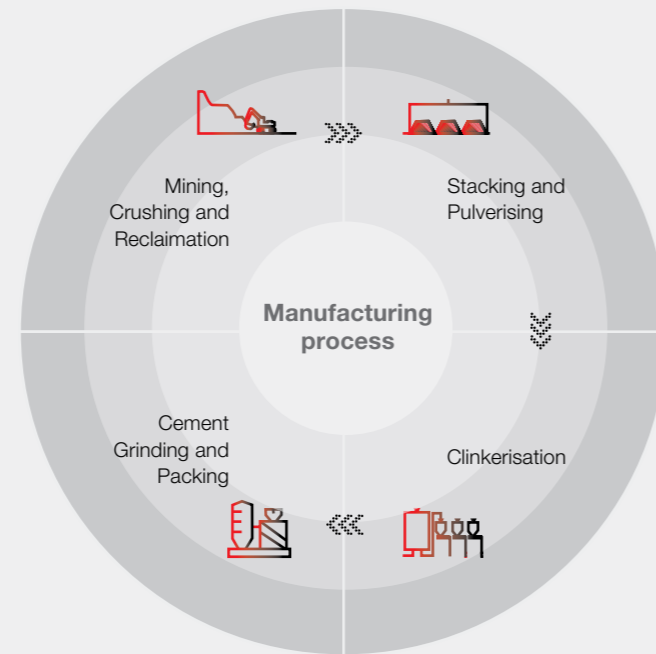 Mining,
Crushing and
Reclaimation
Stacking and
Pulverising
Manufacturing
process
Cement
Grinding and
Packing
Clinkerisation